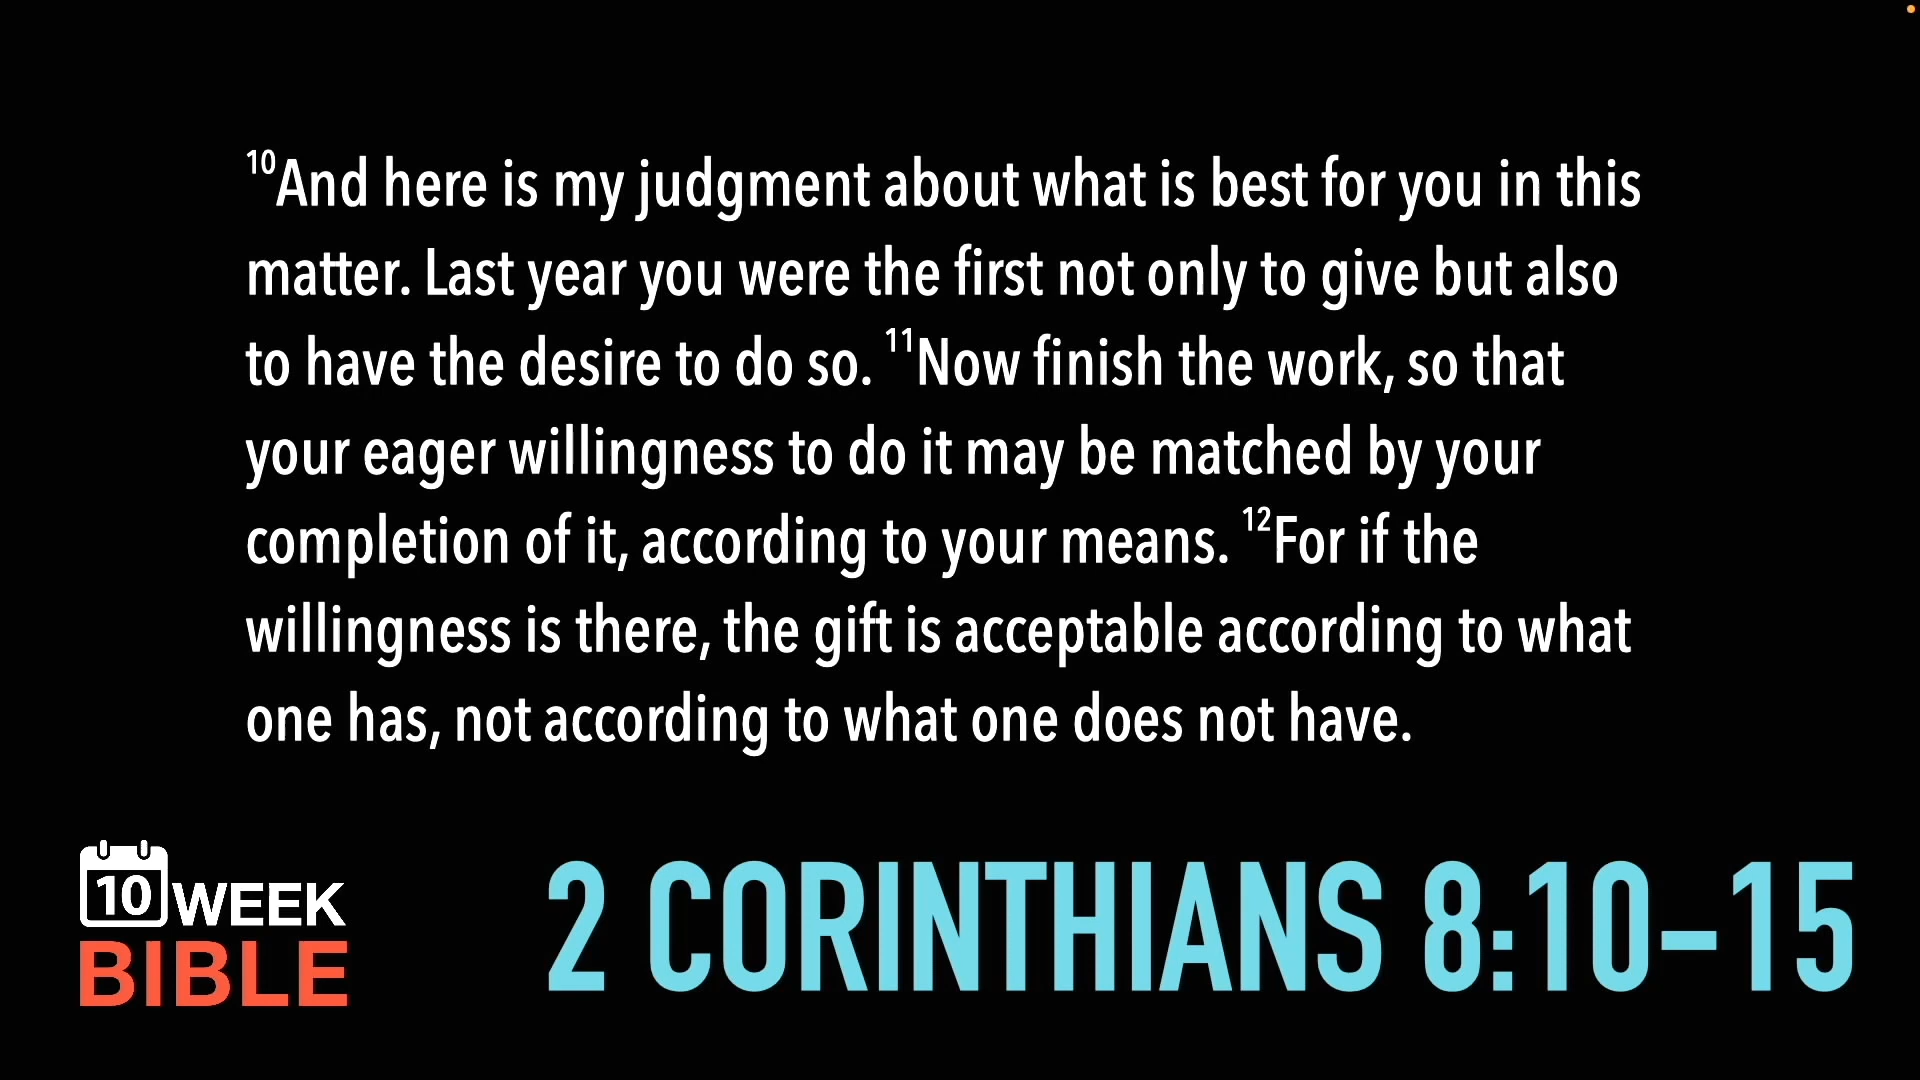 ¹⁰And here is my judgment about what is best for you in this
matter. Last year you were the first not only to give but also
to have the desire to do so. ¹¹Now finish the work, so that
your eager willingness to do it may be matched by your
completion of it, according to your means. ¹²For if the
willingness is there, the gift is acceptable according to what
one has, not according to what one does not have.
10 WEEK
BIBLE
2 CORINTHIANS 8:10–15